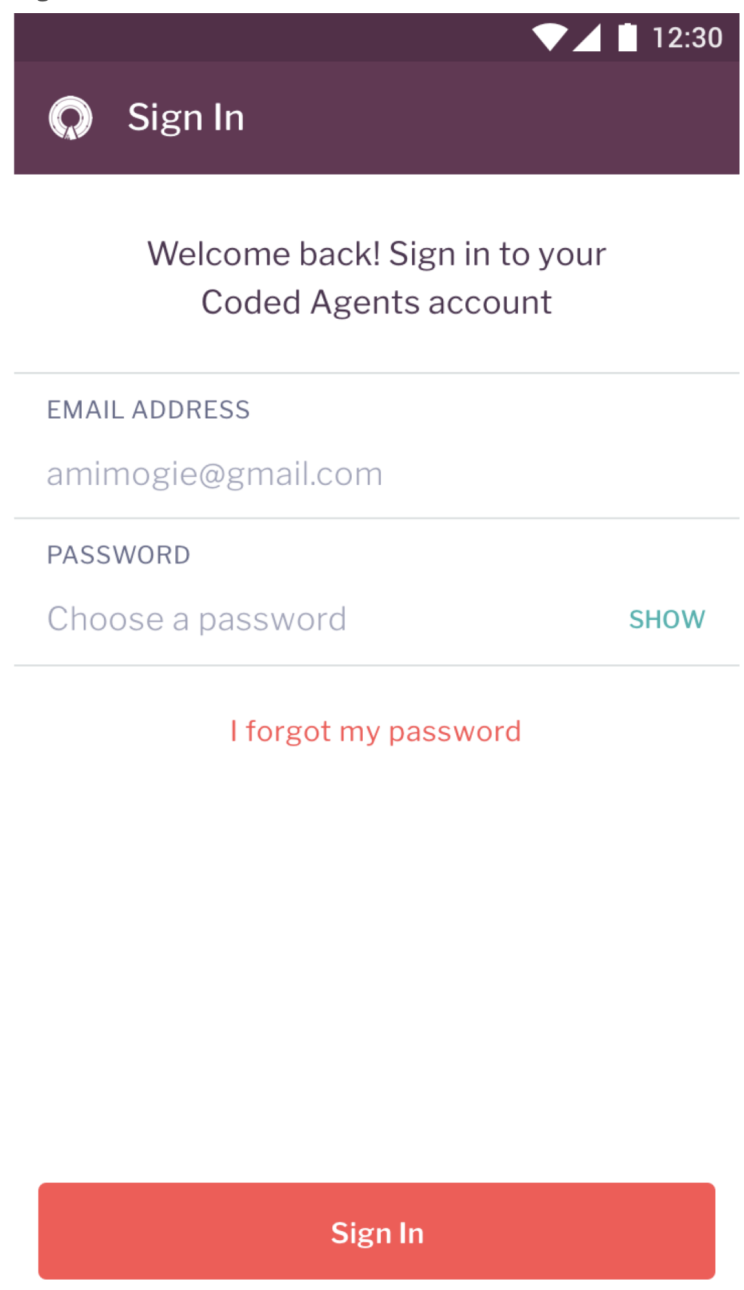 12:30
Sign In
Welcome back! Sign in to your
Coded Agents account
EMAIL ADDRESS
amimogie@gmail.com
PASSWORD
Choose a password SHOW
I forgot my password
Sign In